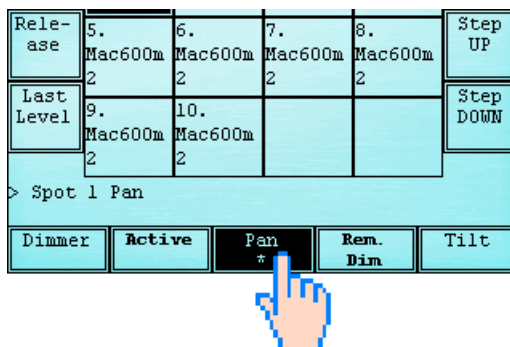 Rele-
ase
5.
Mac600m
2
6.
Mac600m
2
7.
Mac600m
2
8.
Mac600m
2
Step
UP
Last
Level
9.
Mac600m
2
10.
Mac600m
2
Step
DOWN
> Spot 1 Pan
Dimmer
Active
Pan
*
Rem.
Dim
Tilt